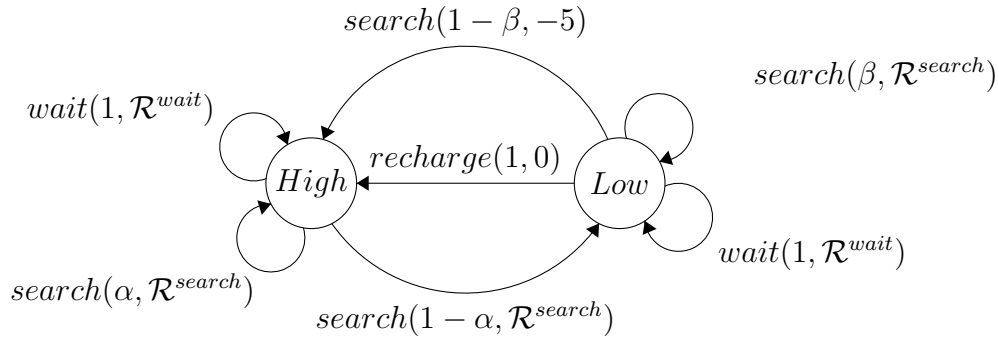 search(1 − β, −5)
search(β, ℛ^search)
wait(1, ℛ^wait)
recharge(1, 0)
High
Low
wait(1, ℛ^wait)
search(α, ℛ^search)
search(1 − α, ℛ^search)